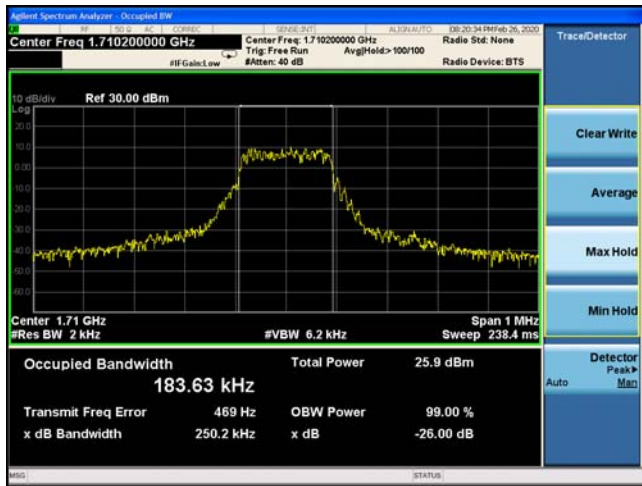 Agilent Spectrum Analyzer - Occupied BW
RF 50 Ω AC CORREC SENSE:INT ALIGN AUTO 08:20:34 PM Feb 26, 2020
Center Freq 1.710200000 GHz
Center Freq: 1.710200000 GHz
Radio Std: None
Trig: Free Run Avg|Hold:> 100/100
#IFGain:Low #Atten: 40 dB Radio Device: BTS
10 dB/div Ref 30.00 dBm
Log
20.0
10.0
0.00
-10.0
-20.0
-30.0
-40.0
-50.0
-60.0
Center 1.71 GHz Span 1 MHz
#Res BW 2 kHz #VBW 6.2 kHz Sweep 238.4 ms
Occupied Bandwidth Total Power 25.9 dBm
183.63 kHz
Transmit Freq Error 469 Hz OBW Power 99.00 %
x dB Bandwidth 250.2 kHz x dB -26.00 dB
MSG STATUS
Trace/Detector
Clear Write
Average
Max Hold
Min Hold
Detector
Peak▶
Auto Man